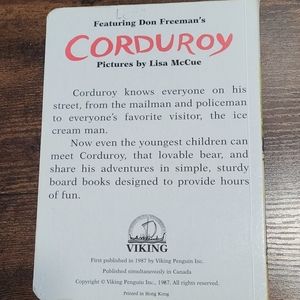 Featuring Don Freeman's
CORDUROY
Pictures by Lisa McCue
Corduroy knows everyone on his
street, from the mailman and policeman
to everyone's favorite visitor, the ice
cream man.
Now even the youngest children can
meet Corduroy, that lovable bear, and
share his adventures in simple, sturdy
board books designed to provide hours
of fun.
VIKING
First published in 1987 by Viking Penguin Inc.
Published simultaneously in Canada
Copyright © Viking Penguin Inc., 1987. All rights reserved.
Printed in Hong Kong